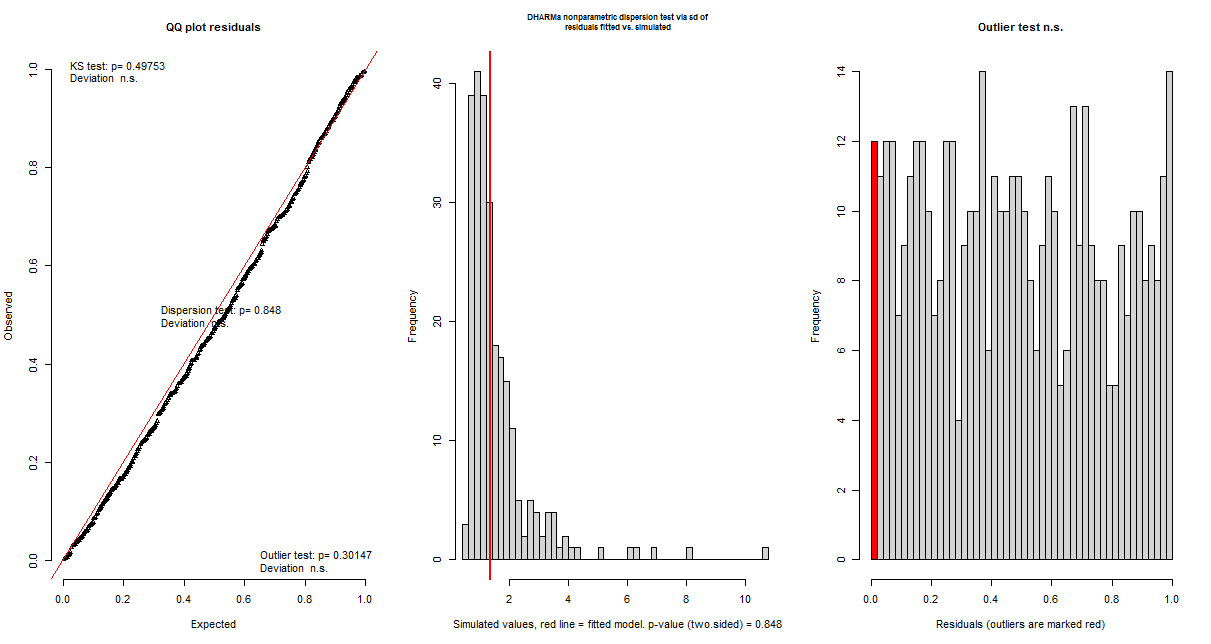 QQ plot residuals
KS test: p= 0.49753
Deviation n.s.
Dispersion test: p= 0.848
Deviation n.s.
Outlier test: p= 0.30147
Deviation n.s.
Observed
0.0 0.2 0.4 0.6 0.8 1.0
0.0 0.2 0.4 0.6 0.8 1.0
Expected
DHARMa nonparametric dispersion test via sd of
residuals fitted vs. simulated
Frequency
0 10 20 30 40
2 4 6 8 10
Simulated values, red line = fitted model. p-value (two.sided) = 0.848
Outlier test n.s.
Frequency
0 2 4 6 8 10 12 14
0.0 0.2 0.4 0.6 0.8 1.0
Residuals (outliers are marked red)